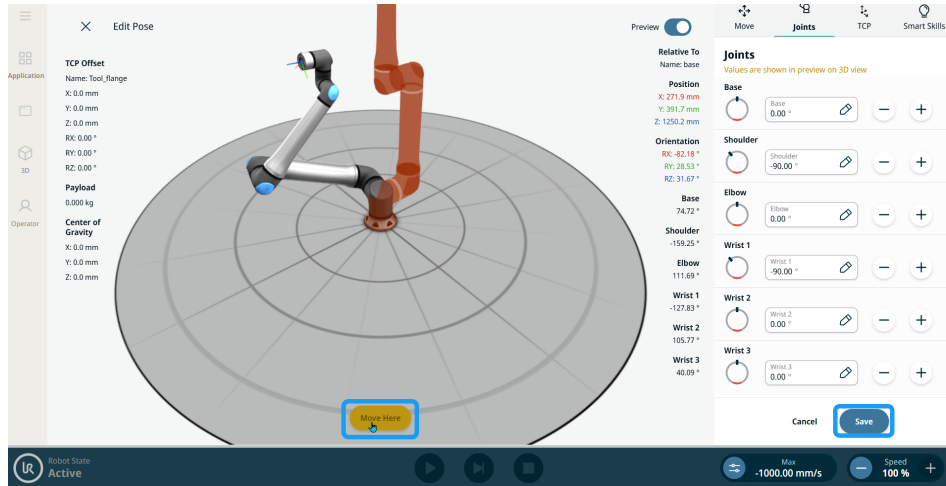 Edit Pose
Preview
Application
3D
Operator
TCP Offset
Name: Tool_flange
X: 0.0 mm
Y: 0.0 mm
Z: 0.0 mm
RX: 0.00 °
RY: 0.00 °
RZ: 0.00 °
Payload
0.000 kg
Center of
Gravity
X: 0.0 mm
Y: 0.0 mm
Z: 0.0 mm
Move Here
Relative To
Name: base
Position
X: 271.9 mm
Y: 391.7 mm
Z: 1250.2 mm
Orientation
RX: -82.18 °
RY: 28.53 °
RZ: 31.67 °
Base
74.72 °
Shoulder
-159.25 °
Elbow
111.69 °
Wrist 1
-127.83 °
Wrist 2
105.77 °
Wrist 3
40.09 °
Move
Joints
TCP
Smart Skills
Joints
Values are shown in preview on 3D view
Base
Base
0.00 °
Shoulder
Shoulder
-90.00 °
Elbow
Elbow
0.00 °
Wrist 1
Wrist 1
-90.00 °
Wrist 2
Wrist 2
0.00 °
Wrist 3
Wrist 3
0.00 °
Cancel
Save
UR
Robot State
Active
Max
-1000.00 mm/s
Speed
100 %